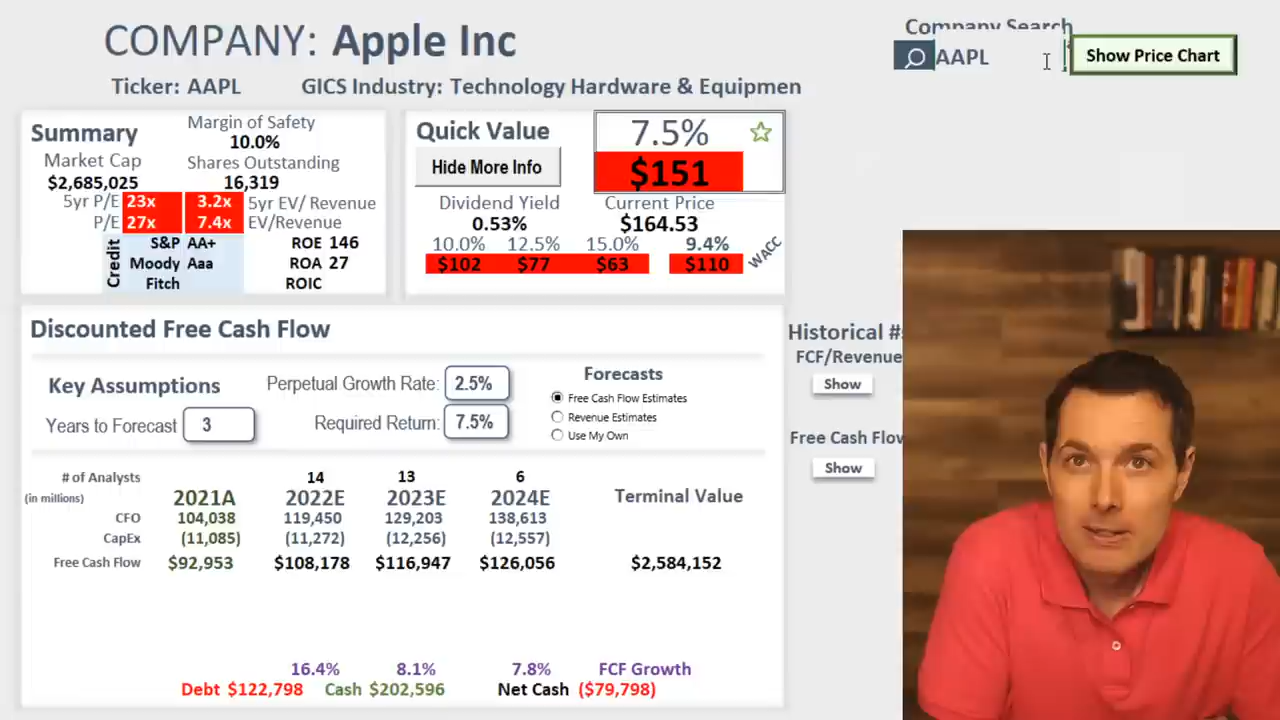 COMPANY: Apple Inc
Company Search
AAPL
Show Price Chart
Ticker: AAPL GICS Industry: Technology Hardware & Equipmen
Summary
Margin of Safety
10.0%
Market Cap Shares Outstanding
$2,685,025 16,319
5yr P/E 23x 3.2x 5yr EV/ Revenue
P/E 27x 7.4x EV/Revenue
Credit
S&P AA+ ROE 146
Moody Aaa ROA 27
Fitch ROIC
Quick Value
7.5%
Hide More Info
$151
Dividend Yield Current Price
0.53% $164.53
10.0% 12.5% 15.0% 9.4% WACC
$102 $77 $63 $110
Discounted Free Cash Flow
Key Assumptions
Perpetual Growth Rate: 2.5%
Years to Forecast 3
Required Return: 7.5%
Forecasts
Free Cash Flow Estimates
Revenue Estimates
Use My Own
Historical #
FCF/Revenue
Show
Free Cash Flow
Show
# of Analysts 14 13 6
(in millions) 2021A 2022E 2023E 2024E Terminal Value
CFO 104,038 119,450 129,203 138,613
CapEx (11,085) (11,272) (12,256) (12,557)
Free Cash Flow $92,953 $108,178 $116,947 $126,056 $2,584,152
16.4% 8.1% 7.8% FCF Growth
Debt $122,798 Cash $202,596 Net Cash ($79,798)